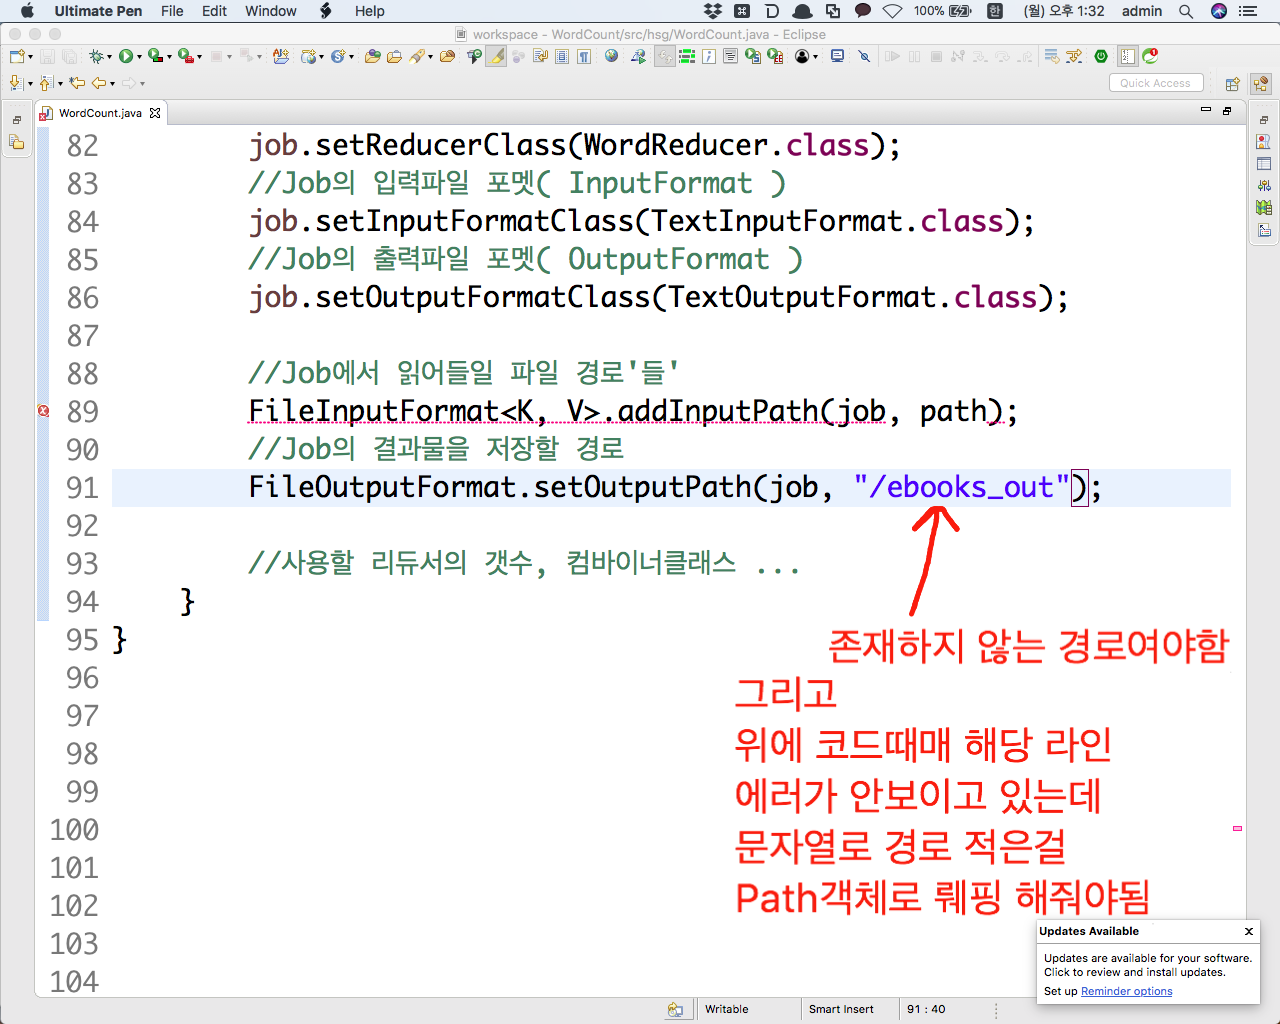 Ultimate Pen File Edit Window Help 100% 한 (월) 오후 1:32 admin
workspace - WordCount/src/hsg/WordCount.java - Eclipse
Quick Access
WordCount.java
82 job.setReducerClass(WordReducer.class);
83 //Job의 입력파일 포멧( InputFormat )
84 job.setInputFormatClass(TextInputFormat.class);
85 //Job의 출력파일 포멧( OutputFormat )
86 job.setOutputFormatClass(TextOutputFormat.class);
87
88 //Job에서 읽어들일 파일 경로'들'
89 FileInputFormat<K, V>.addInputPath(job, path);
90 //Job의 결과물을 저장할 경로
91 FileOutputFormat.setOutputPath(job, "/ebooks_out");
92
93 //사용할 리듀서의 갯수, 컴바이너클래스 ...
94 }
95 }
96
97
98
99
100
101
102
103
104
존재하지 않는 경로여야함
그리고
위에 코드때매 해당 라인
에러가 안보이고 있는데
문자열로 경로 적은걸
Path객체로 뤠핑 해줘야됨
Updates Available x
Updates are available for your software.
Click to review and install updates.
Set up Reminder options
Writable Smart Insert 91 : 40